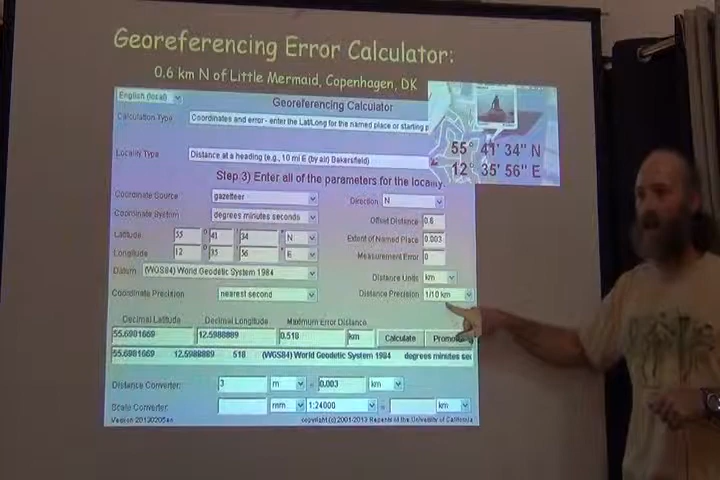 Georeferencing Error Calculator:
0.6 km N of Little Mermaid, Copenhagen, DK
English (local)
Georeferencing Calculator
Calculation Type
Coordinates and error - enter the Lat/Long for the named place or starting p
55° 41' 34" N
12° 35' 56" E
Locality Type
Distance at a heading (e.g., 10 mi E (by air) Bakersfield)
Step 3) Enter all of the parameters for the locality.
Coordinate Source gazetteer Direction N
Coordinate System degrees minutes seconds Offset Distance 0.6
Latitude 55 ° 41 ' 34 " N Extent of Named Place 0.003
Longitude 12 ° 35 ' 56 " E Measurement Error 0
Datum (WGS84) World Geodetic System 1984 Distance Units km
Coordinate Precision nearest second Distance Precision 1/10 km
Decimal Latitude Decimal Longitude Maximum Error Distance
55.6981669 12.5988889 0.518 km Calculate Promo
55.6981669 12.5988889 518 (WGS84) World Geodetic System 1984 degrees minutes sec
Distance Converter: 3 m = 0.003 km
Scale Converter: mm 1:24000 = km
Version 20130205en copyright (c) 2001-2013 Regents of the University of California